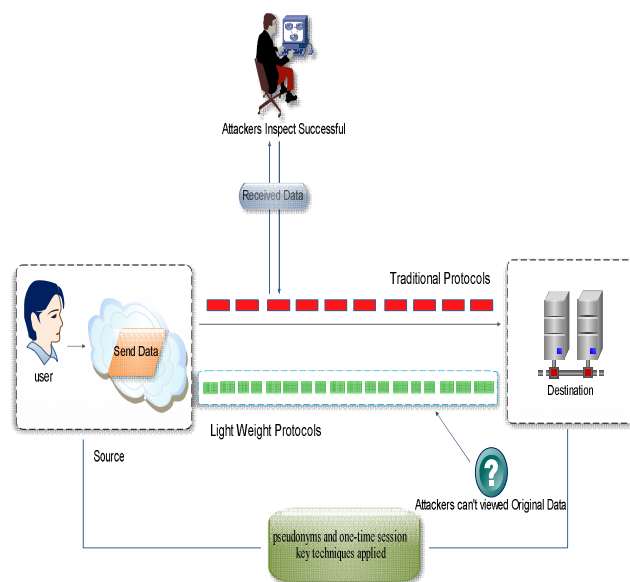 Attackers Inspect Successful
Received Data
Traditional Protocols
Send Data
user
Destination
Light Weight Protocols
Source
?
Attackers can't viewed Original Data
pseudonyms and one-time session
key techniques applied